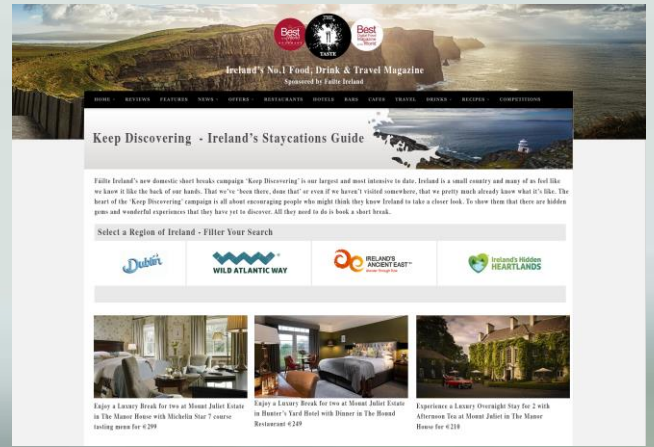 Best
Best
TASTE
Ireland's No.1 Food, Drink & Travel Magazine
Sponsored by Fáilte Ireland
HOME REVIEWS FEATURES NEWS OFFERS RESTAURANTS HOTELS BARS CAFES TRAVEL DRINKS RECIPES COMPETITIONS
Keep Discovering - Ireland's Staycations Guide
Fáilte Ireland's new domestic short breaks campaign 'Keep Discovering' is our largest and most intensive to date. Ireland is a small country and many of us feel like
we know it like the back of our hands. That we've 'been there, done that' or even if we haven't visited somewhere, that we pretty much already know what it's like. The
heart of the 'Keep Discovering' campaign is all about encouraging people who might think they know Ireland to take a closer look. To show them that there are hidden
gems and wonderful experiences that they have yet to discover. All they need to do is book a short break.
Select a Region of Ireland - Filter Your Search
Dublin
WILD ATLANTIC WAY
IRELAND'S
ANCIENT EAST™
Ireland's Hidden
HEARTLANDS
Enjoy a Luxury Break for two at Mount Juliet Estate
in The Manor House with Michelin Star 7 course
tasting menu for €299
Enjoy a Luxury Break for two at Mount Juliet Estate
in Hunter's Yard Hotel with Dinner in The Hound
Restaurant €249
Experience a Luxury Overnight Stay for 2 with
Afternoon Tea at Mount Juliet in The Manor
House for €210